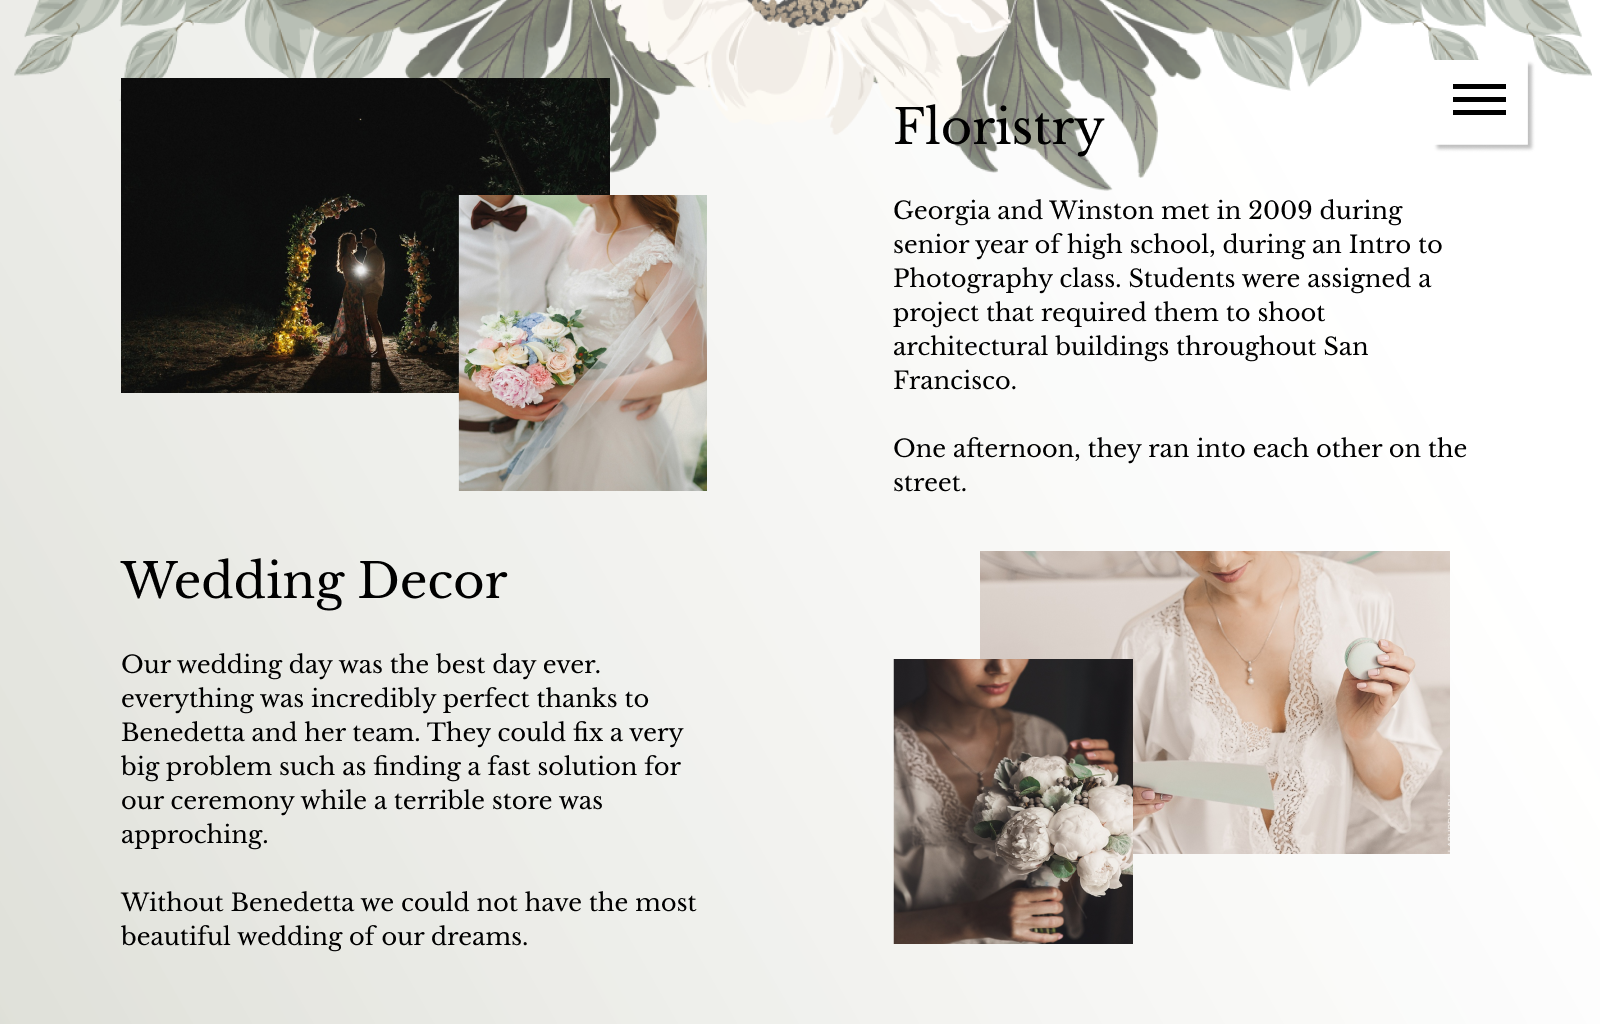 Floristry
Georgia and Winston met in 2009 during
senior year of high school, during an Intro to
Photography class. Students were assigned a
project that required them to shoot
architectural buildings throughout San
Francisco.
One afternoon, they ran into each other on the
street.
Wedding Decor
Our wedding day was the best day ever.
everything was incredibly perfect thanks to
Benedetta and her team. They could fix a very
big problem such as finding a fast solution for
our ceremony while a terrible store was
approching.
Without Benedetta we could not have the most
beautiful wedding of our dreams.